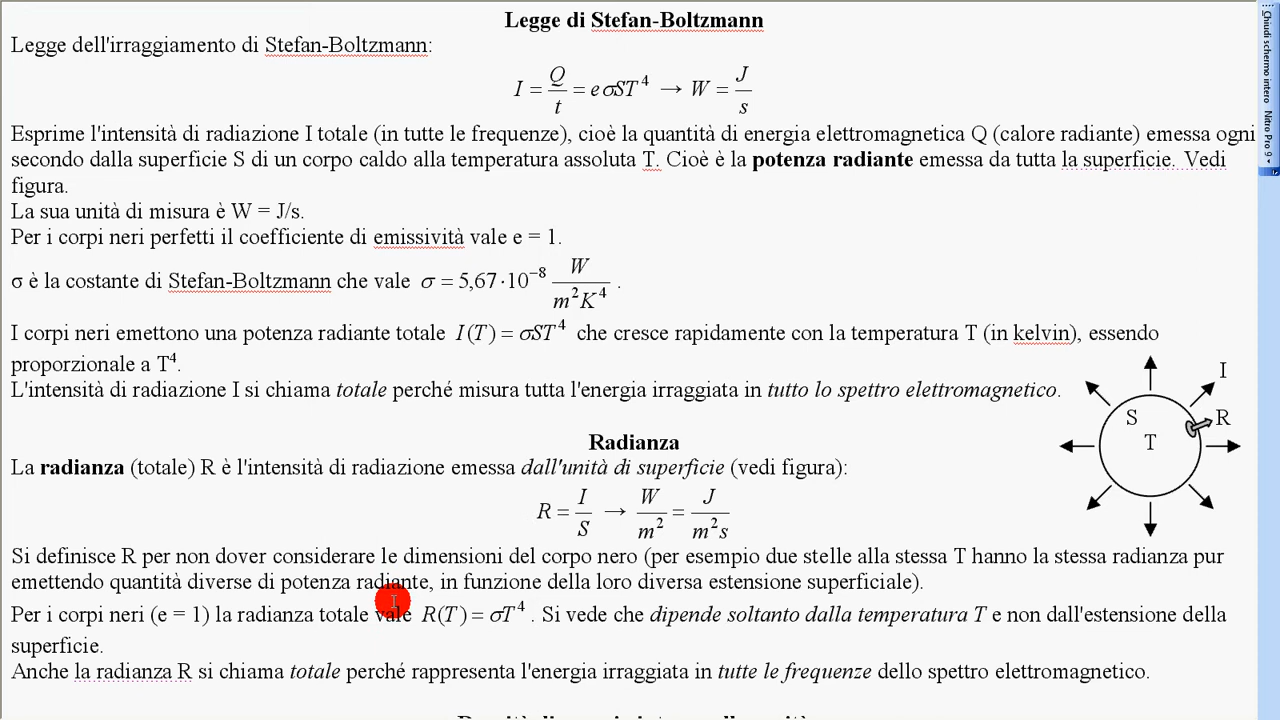 Legge di Stefan-Boltzmann
Legge dell'irraggiamento di Stefan-Boltzmann:
I = Q/t = eσST⁴ → W = J/s
Esprime l'intensità di radiazione I totale (in tutte le frequenze), cioè la quantità di energia elettromagnetica Q (calore radiante) emessa ogni
secondo dalla superficie S di un corpo caldo alla temperatura assoluta T. Cioè è la potenza radiante emessa da tutta la superficie. Vedi
figura.
La sua unità di misura è W = J/s.
Per i corpi neri perfetti il coefficiente di emissività vale e = 1.
σ è la costante di Stefan-Boltzmann che vale σ = 5,67·10⁻⁸ W/m²K⁴ .
I corpi neri emettono una potenza radiante totale I(T) = σST⁴ che cresce rapidamente con la temperatura T (in kelvin), essendo
proporzionale a T⁴.
L'intensità di radiazione I si chiama totale perché misura tutta l'energia irraggiata in tutto lo spettro elettromagnetico.
I
S
R
T
Radianza
La radianza (totale) R è l'intensità di radiazione emessa dall'unità di superficie (vedi figura):
R = I/S → W/m² = J/m²s
Si definisce R per non dover considerare le dimensioni del corpo nero (per esempio due stelle alla stessa T hanno la stessa radianza pur
emettendo quantità diverse di potenza radiante, in funzione della loro diversa estensione superficiale).
Per i corpi neri (e = 1) la radianza totale vale R(T) = σT⁴ . Si vede che dipende soltanto dalla temperatura T e non dall'estensione della
superficie.
Anche la radianza R si chiama totale perché rappresenta l'energia irraggiata in tutte le frequenze dello spettro elettromagnetico.
Chiudi schermo intero
Nitro Pro 9